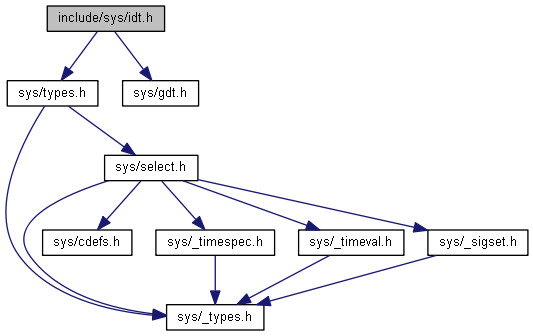 include/sys/idt.h
sys/types.h
sys/gdt.h
sys/select.h
sys/cdefs.h
sys/_timespec.h
sys/_timeval.h
sys/_sigset.h
sys/_types.h